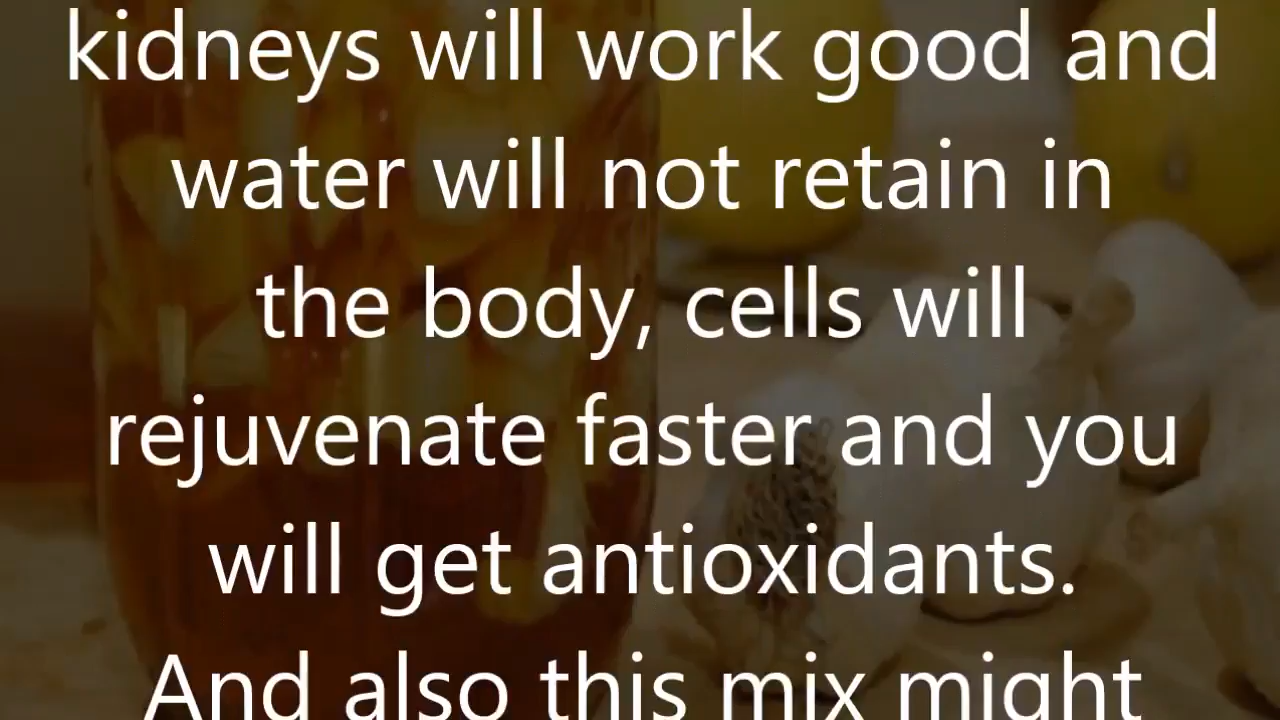 kidneys will work good and
water will not retain in
the body, cells will
rejuvenate faster and you
will get antioxidants.
And also this mix might